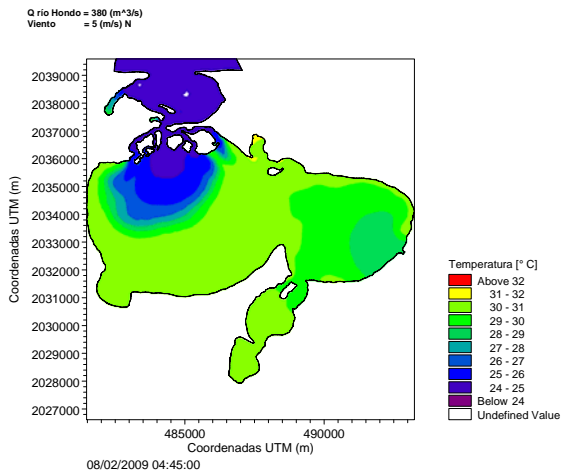 Q río Hondo = 380 (m^3/s)
Viento = 5 (m/s) N
2039000
2038000
2037000
2036000
2035000
2034000
2033000
2032000
2031000
2030000
2029000
2028000
2027000
Coordenadas UTM (m)
485000
490000
Coordenadas UTM (m)
08/02/2009 04:45:00
Temperatura [° C]
Above 32
31 - 32
30 - 31
29 - 30
28 - 29
27 - 28
26 - 27
25 - 26
24 - 25
Below 24
Undefined Value